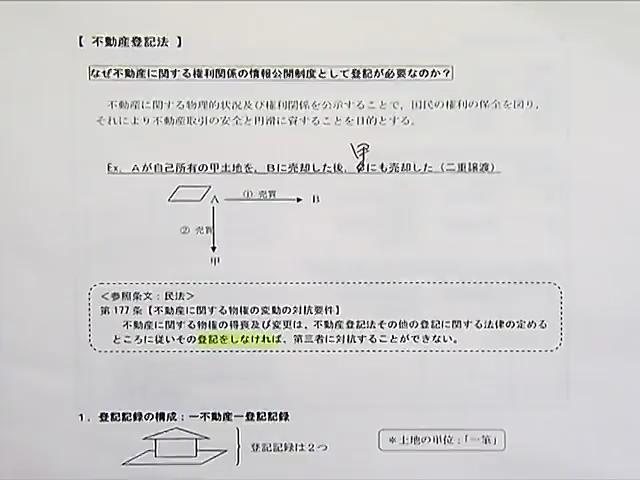 【 不動産登記法 】
なぜ不動産に関する権利関係の情報公開制度として登記が必要なのか？
不動産に関する物理的状況及び権利関係を公示することで、国民の権利の保全を図り、
それにより不動産取引の安全と円滑に資することを目的とする。
Ex. Aが自己所有の甲土地を、Bに売却した後、甲にも売却した（二重譲渡）
A ① 売買 B
② 売買
甲
＜参照条文：民法＞
第177条【不動産に関する物権の変動の対抗要件】
不動産に関する物権の得喪及び変更は、不動産登記法その他の登記に関する法律の定める
ところに従いその登記をしなければ、第三者に対抗することができない。
1．登記記録の構成：一不動産一登記記録
登記記録は2つ
＊土地の単位：「一筆」